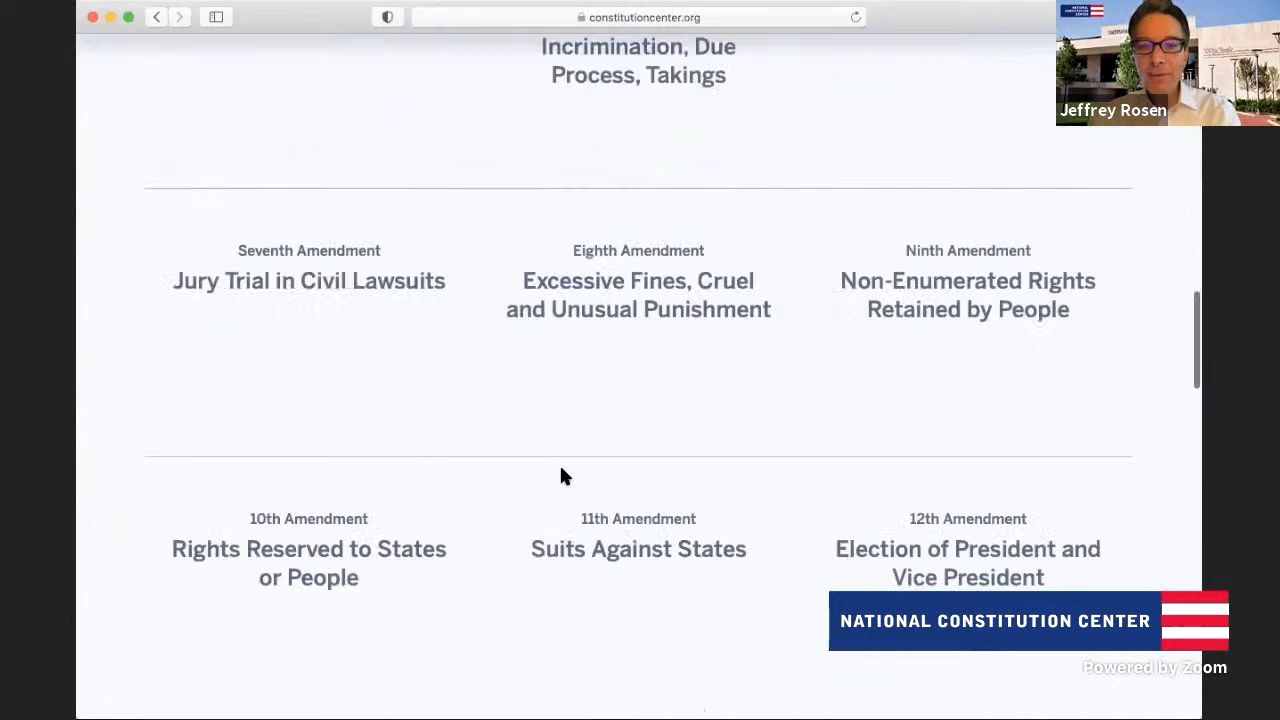 constitutioncenter.org
NATIONAL
CONSTITUTION
CENTER
Jeffrey Rosen
Incrimination, Due
Process, Takings
Seventh Amendment
Jury Trial in Civil Lawsuits
Eighth Amendment
Excessive Fines, Cruel
and Unusual Punishment
Ninth Amendment
Non-Enumerated Rights
Retained by People
10th Amendment
Rights Reserved to States
or People
11th Amendment
Suits Against States
12th Amendment
Election of President and
Vice President
NATIONAL CONSTITUTION CENTER
Powered by Zoom